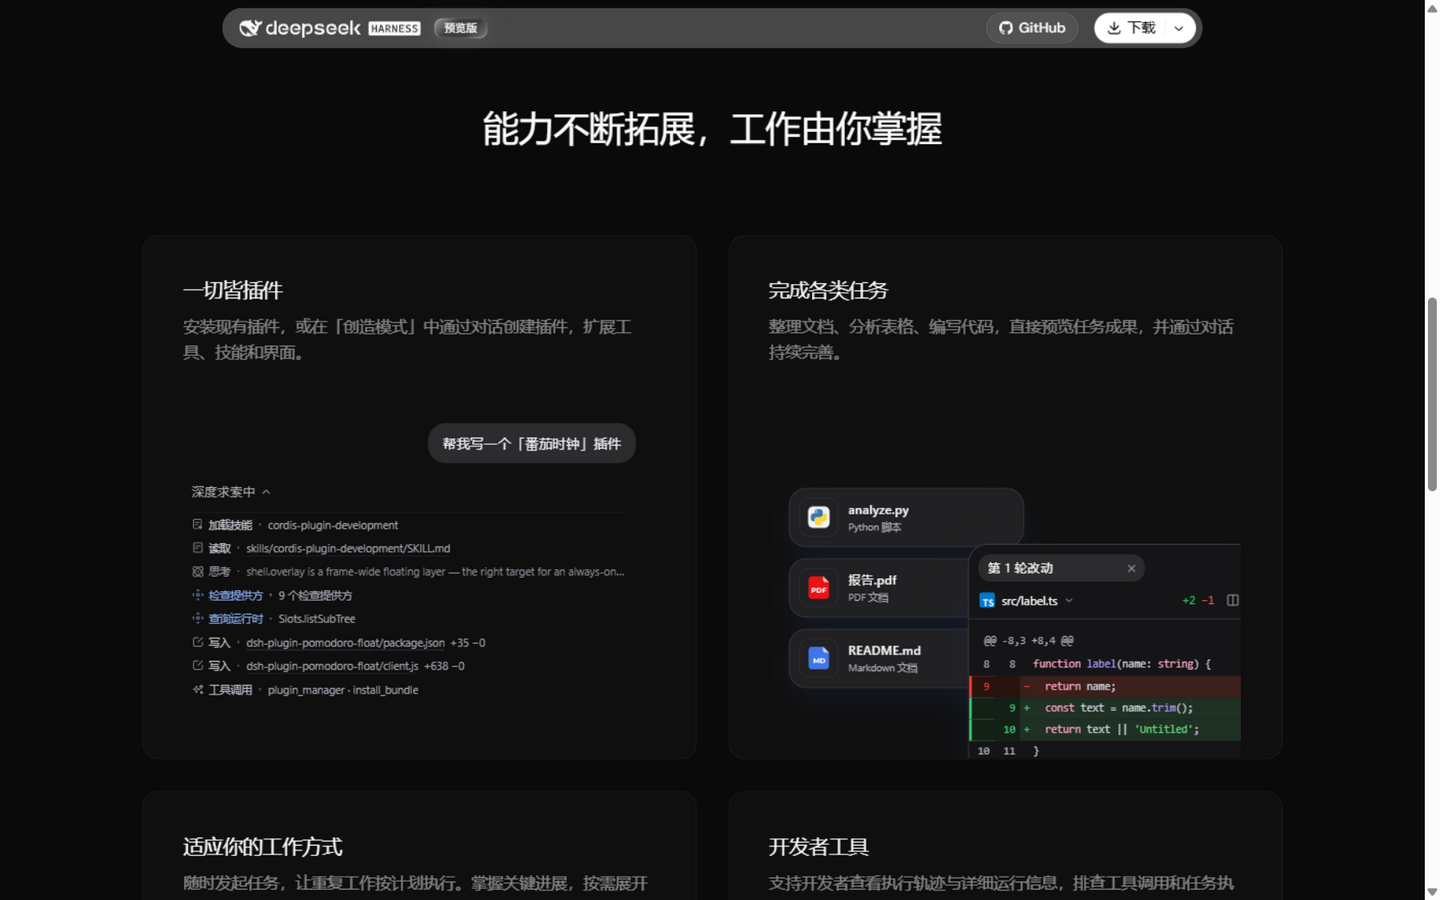 deepseek HARNESS 预览版 GitHub 下载
能力不断拓展，工作由你掌握
一切皆插件
安装现有插件，或在「创造模式」中通过对话创建插件，扩展工
具、技能和界面。
帮我写一个「番茄时钟」插件
深度求索中
加载技能 · cordis-plugin-development
读取 · skills/cordis-plugin-development/SKILL.md
思考 · shell.overlay is a frame-wide floating layer — the right target for an always-on...
检查提供方 · 9 个检查提供方
查询运行时 · Slots.listSubTree
写入 · dsh-plugin-pomodoro-float/package.json +35 −0
写入 · dsh-plugin-pomodoro-float/client.js +638 −0
工具调用 · plugin_manager · install_bundle
完成各类任务
整理文档、分析表格、编写代码，直接预览任务成果，并通过对话
持续完善。
analyze.py
Python 脚本
PDF
报告.pdf
PDF 文档
MD
README.md
Markdown 文档
第 1 轮改动
TS src/label.ts +2 −1
@@ -8,3 +8,4 @@
8 8 function label(name: string) {
9 - return name;
9 + const text = name.trim();
10 + return text || 'Untitled';
10 11 }
适应你的工作方式
随时发起任务，让重复工作按计划执行。掌握关键进展，按需展开
开发者工具
支持开发者查看执行轨迹与详细运行信息，排查工具调用和任务执